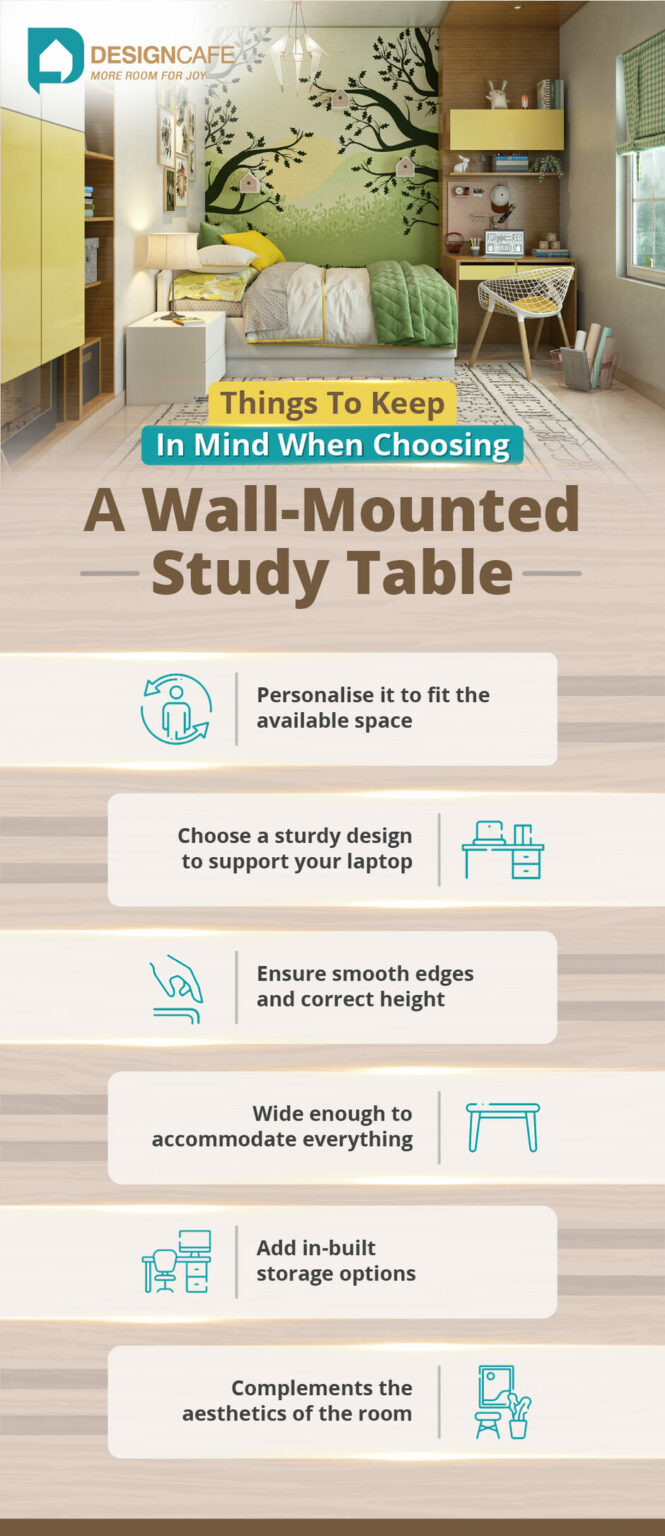 DESIGNCAFE
MORE ROOM FOR JOY
Things To Keep
In Mind When Choosing
A Wall-Mounted
Study Table
Personalise it to fit the
available space
Choose a sturdy design
to support your laptop
Ensure smooth edges
and correct height
Wide enough to
accommodate everything
Add in-built
storage options
Complements the
aesthetics of the room